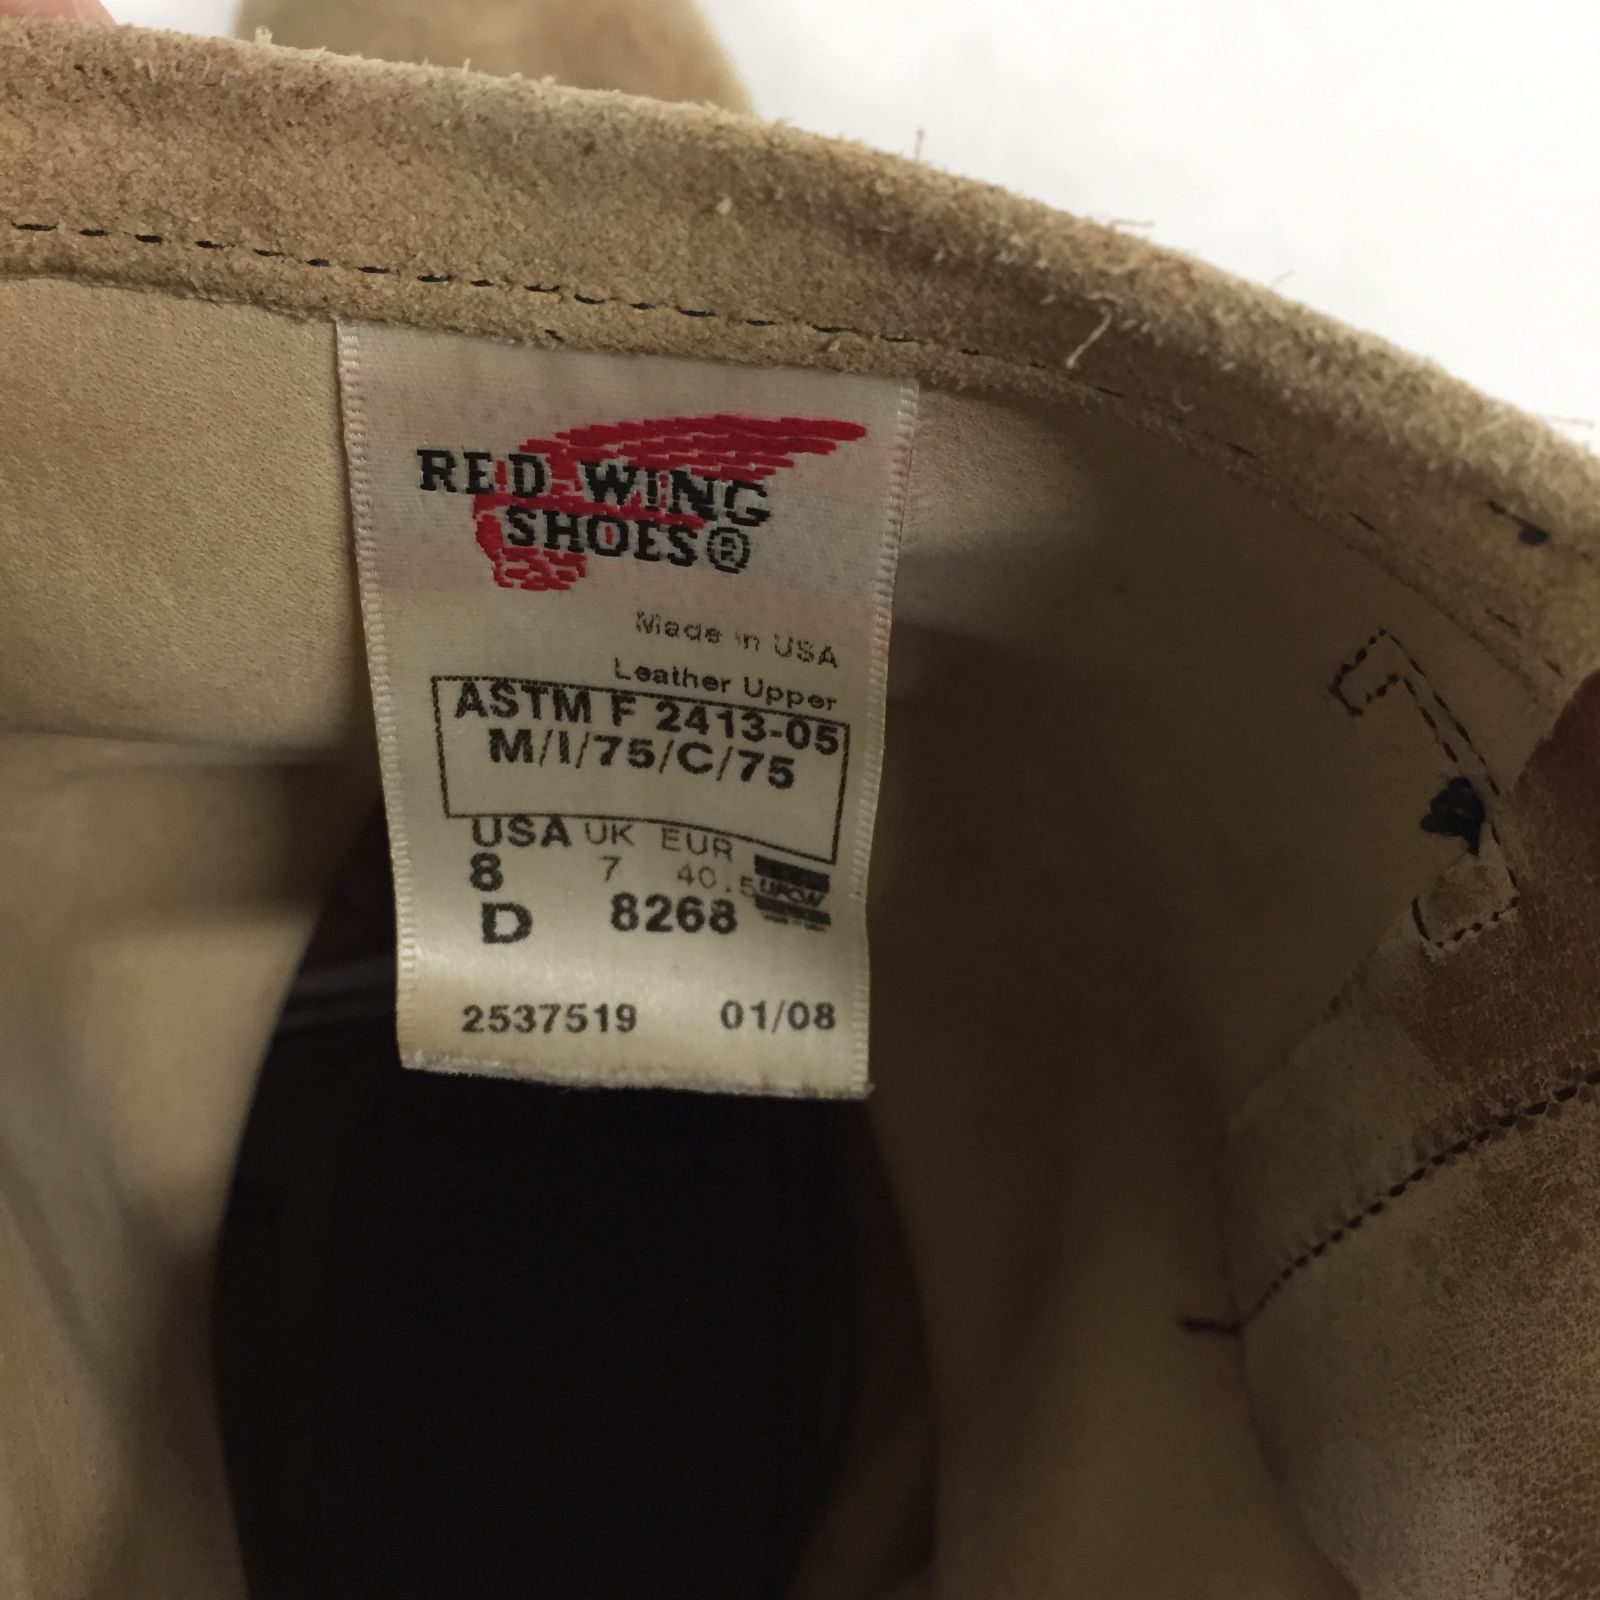 RED WING
SHOES®
Made in USA
Leather Upper
ASTM F 2413-05
M/I/75/C/75
USA UK EUR
8 7 40.5
UFCW
D 8268
2537519 01/08